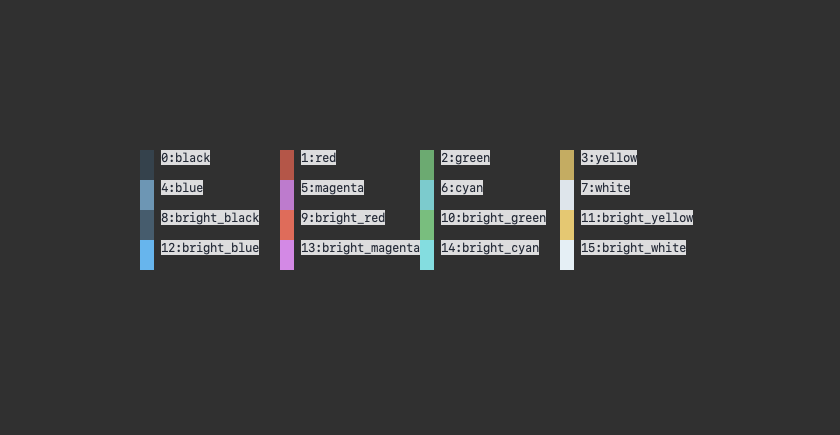 0:black 1:red 2:green 3:yellow
4:blue 5:magenta 6:cyan 7:white
8:bright_black 9:bright_red 10:bright_green 11:bright_yellow
12:bright_blue 13:bright_magenta 14:bright_cyan 15:bright_white